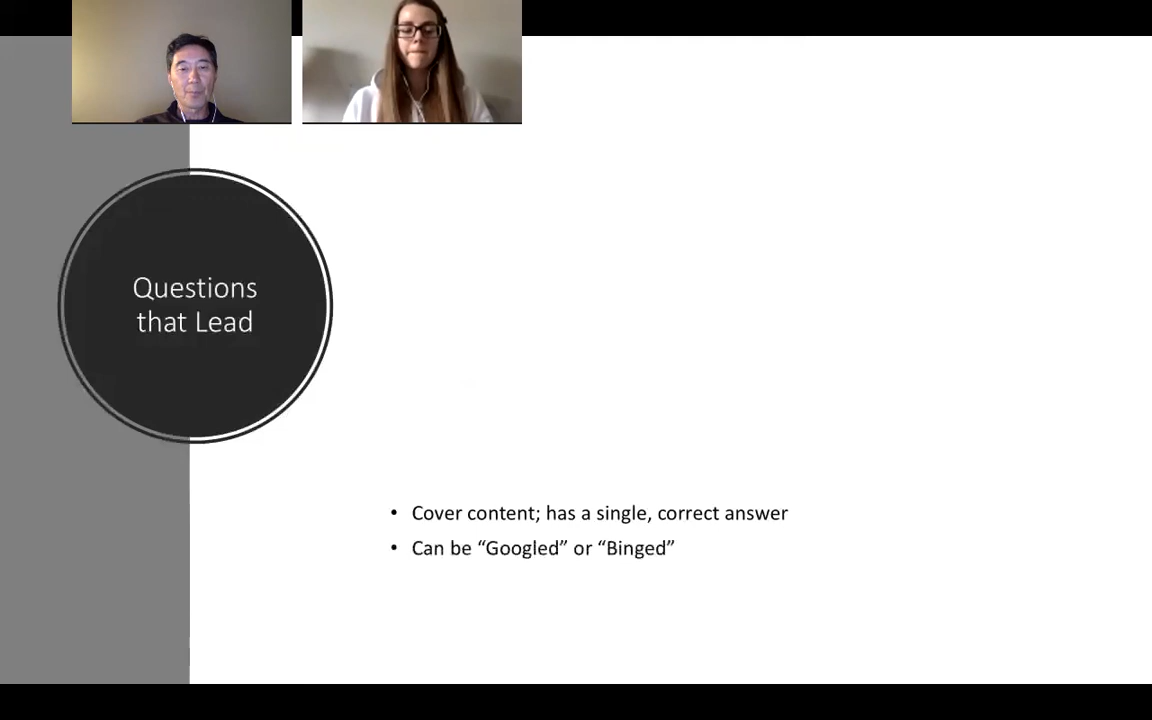 Questions
that Lead
• Cover content; has a single, correct answer
• Can be “Googled” or “Binged”